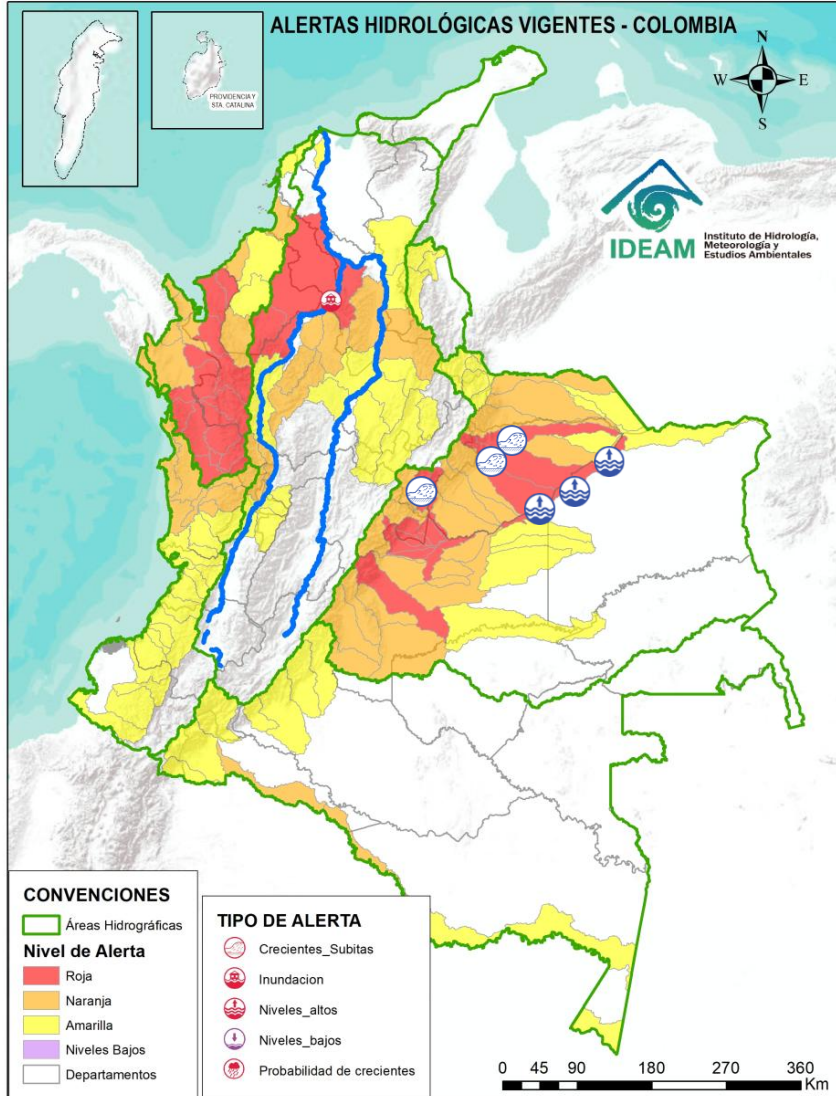 ALERTAS HIDROLÓGICAS VIGENTES - COLOMBIA
PROVIDENCIA Y
STA. CATALINA
N
W
E
S
IDEAM
Instituto de Hidrología,
Meteorología y
Estudios Ambientales
CONVENCIONES
Áreas Hidrográficas
Nivel de Alerta
Roja
Naranja
Amarilla
Niveles Bajos
Departamentos
TIPO DE ALERTA
Crecientes_Subitas
Inundacion
Niveles_altos
Niveles_bajos
Probabilidad de crecientes
0 45 90 180 270 360
Km